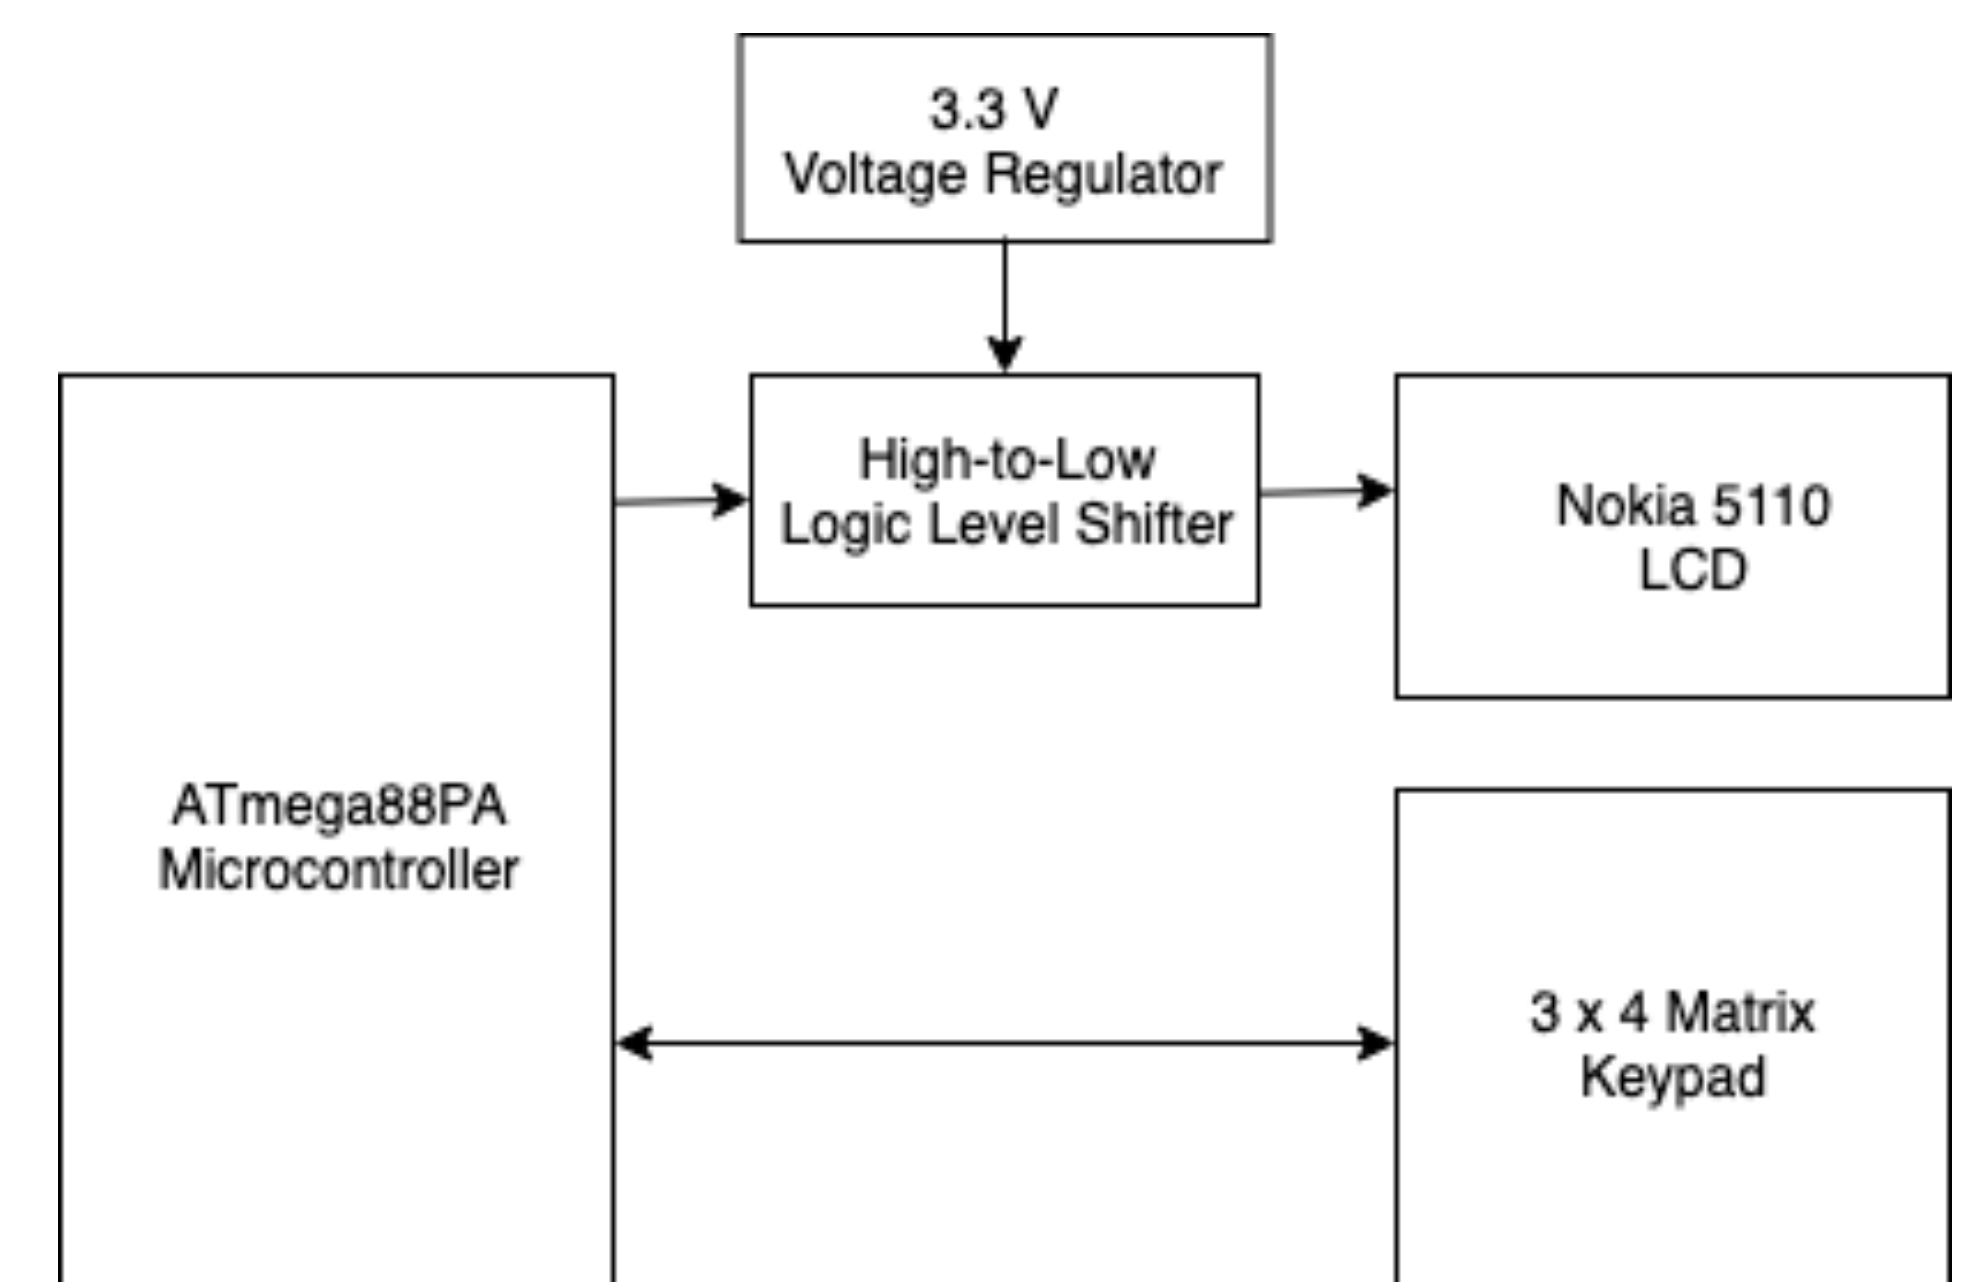 3.3 V
Voltage Regulator
High-to-Low
Logic Level Shifter
Nokia 5110
LCD
ATmega88PA
Microcontroller
3 x 4 Matrix
Keypad